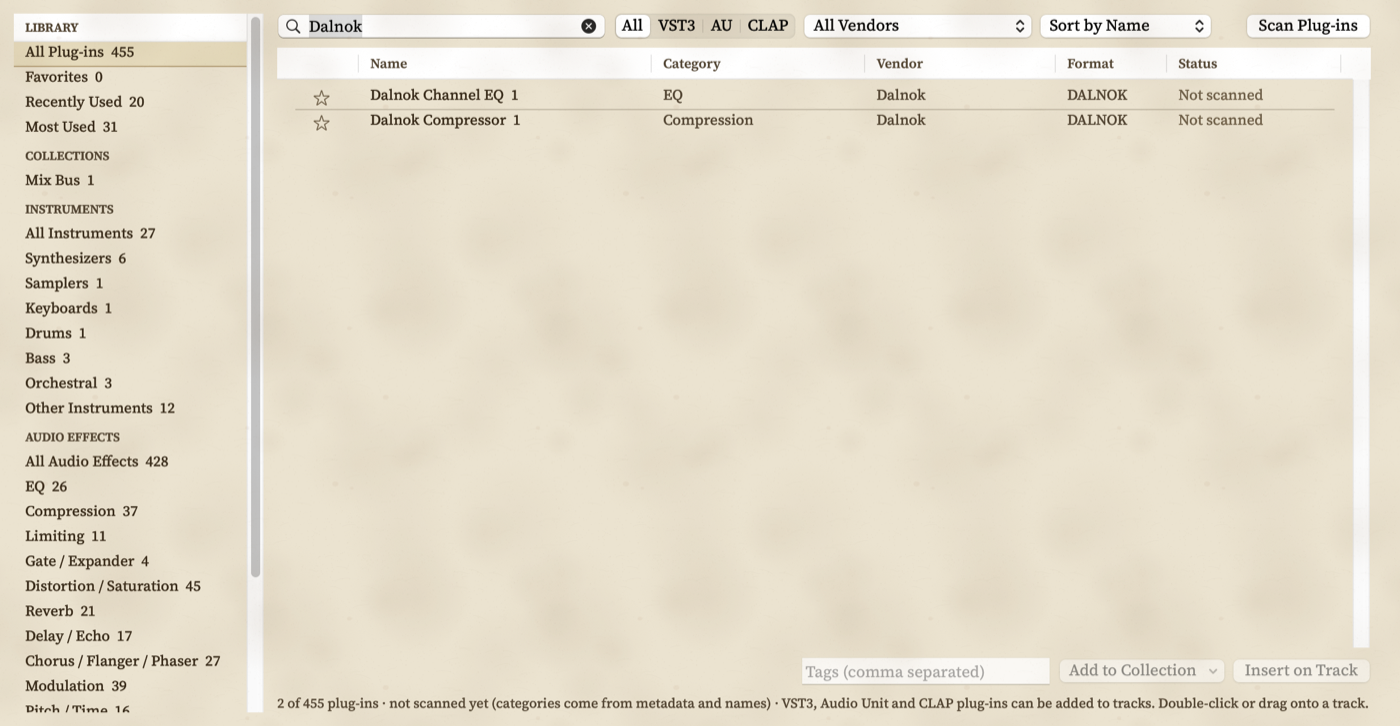 LIBRARY
All Plug-ins 455
Favorites 0
Recently Used 20
Most Used 31
COLLECTIONS
Mix Bus 1
INSTRUMENTS
All Instruments 27
Synthesizers 6
Samplers 1
Keyboards 1
Drums 1
Bass 3
Orchestral 3
Other Instruments 12
AUDIO EFFECTS
All Audio Effects 428
EQ 26
Compression 37
Limiting 11
Gate / Expander 4
Distortion / Saturation 45
Reverb 21
Delay / Echo 17
Chorus / Flanger / Phaser 27
Modulation 39
Pitch / Time 16
Dalnok All VST3 AU CLAP All Vendors Sort by Name Scan Plug-ins
Name Category Vendor Format Status
Dalnok Channel EQ 1 EQ Dalnok DALNOK Not scanned
Dalnok Compressor 1 Compression Dalnok DALNOK Not scanned
Tags (comma separated) Add to Collection Insert on Track
2 of 455 plug-ins · not scanned yet (categories come from metadata and names) · VST3, Audio Unit and CLAP plug-ins can be added to tracks. Double-click or drag onto a track.